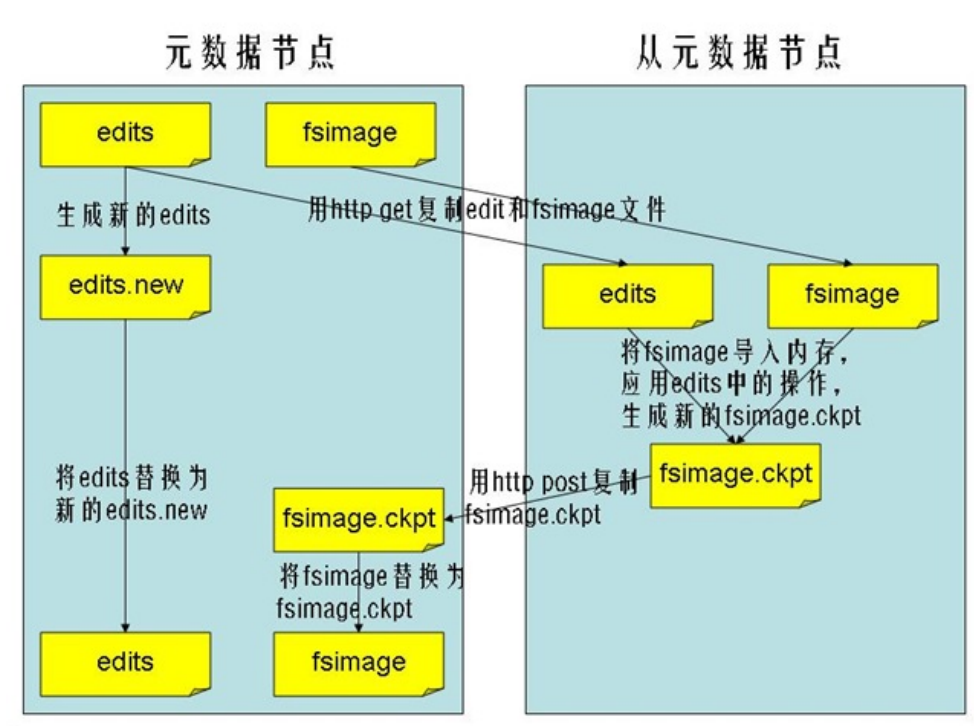 元数据节点
从元数据节点
edits
fsimage
生成新的edits
用http get复制edit和fsimage文件
edits.new
edits
fsimage
将fsimage导入内存，
应用edits中的操作，
生成新的fsimage.ckpt
fsimage.ckpt
用http post复制
fsimage.ckpt
将edits替换为
新的edits.new
fsimage.ckpt
将fsimage替换为
fsimage.ckpt
edits
fsimage